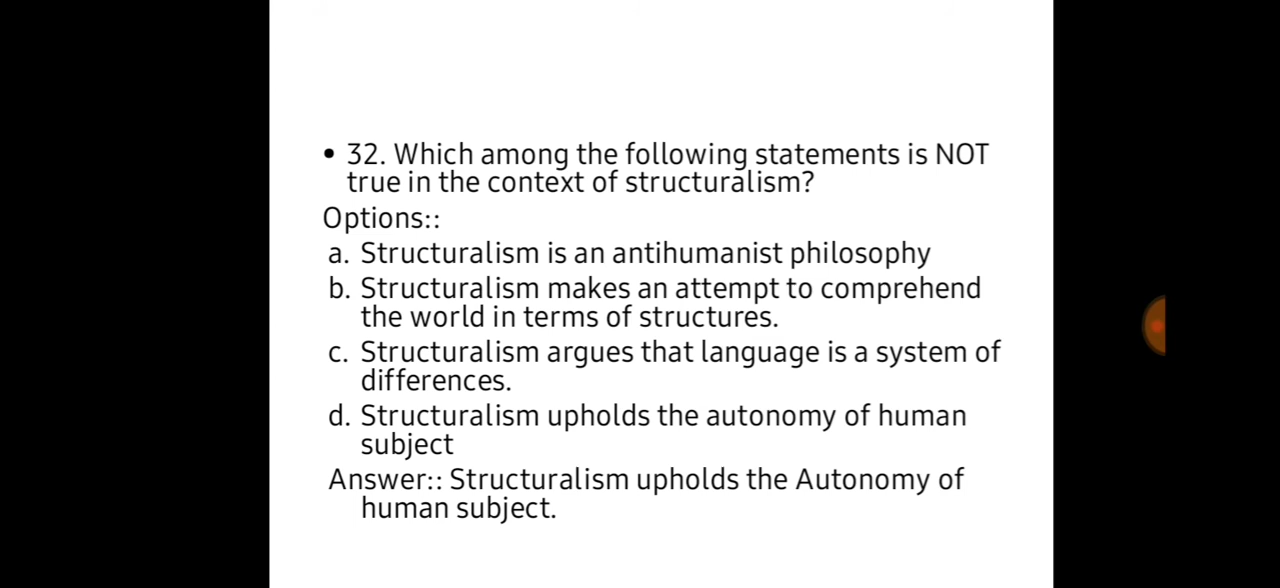 • 32. Which among the following statements is NOT
true in the context of structuralism?
Options::
a. Structuralism is an antihumanist philosophy
b. Structuralism makes an attempt to comprehend
the world in terms of structures.
c. Structuralism argues that language is a system of
differences.
d. Structuralism upholds the autonomy of human
subject
Answer:: Structuralism upholds the Autonomy of
human subject.